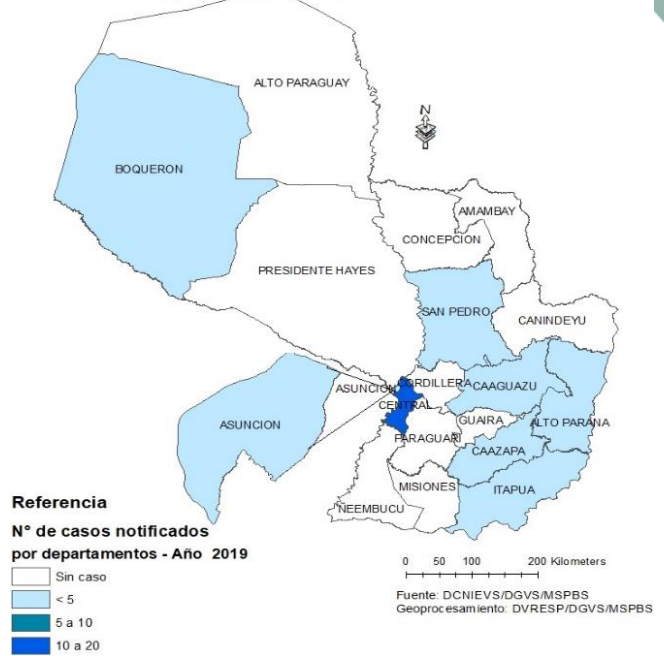 ALTO PARAGUAY
N
BOQUERON
AMAMBAY
CONCEPCION
PRESIDENTE HAYES
SAN PEDRO
CANINDEYU
ASUNCION
CORDILLERA
CAAGUAZU
CENTRAL
ASUNCION
GUAIRA
ALTO PARANA
PARAGUARI
CAAZAPA
MISIONES
ITAPUA
ÑEEMBUCU
Referencia
N° de casos notificados
por departamentos - Año 2019
Sin caso
< 5
5 a 10
10 a 20
0 50 100 200 Kilometers
Fuente: DCNIEVS/DGVS/MSPBS
Geoprocesamiento: DVRESP/DGVS/MSPBS